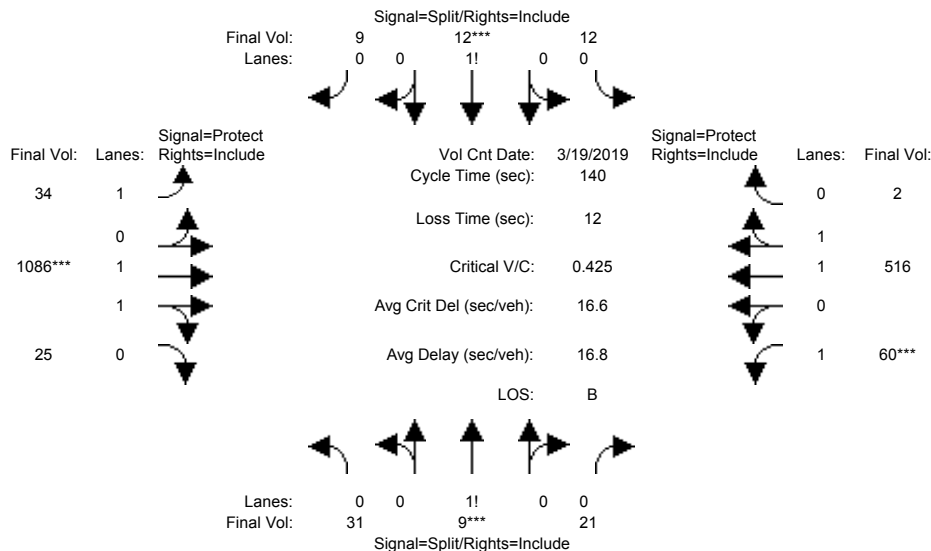 Signal=Split/Rights=Include
Final Vol: 9 12*** 12
Lanes: 0 0 1! 0 0
Signal=Protect Signal=Protect
Final Vol: Lanes: Rights=Include Vol Cnt Date: 3/19/2019 Rights=Include Lanes: Final Vol:
Cycle Time (sec): 140
34 1 0 2
Loss Time (sec): 12
0 1
1086*** 1 Critical V/C: 0.425 1 516
1 Avg Crit Del (sec/veh): 16.6 0
25 0 Avg Delay (sec/veh): 16.8 1 60***
LOS: B
Lanes: 0 0 1! 0 0
Final Vol: 31 9*** 21
Signal=Split/Rights=Include